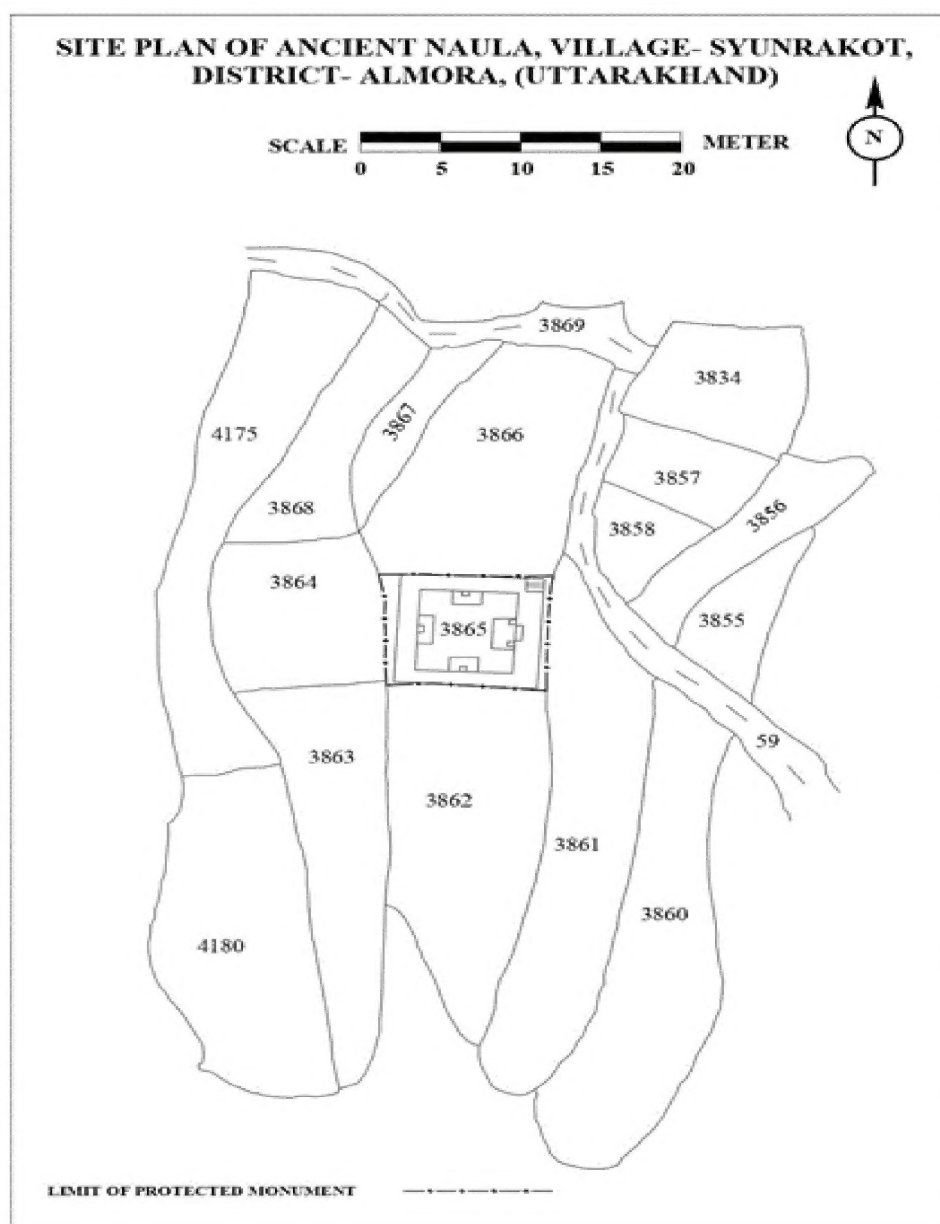 SITE PLAN OF ANCIENT NAULA, VILLAGE- SYUNRAKOT,
DISTRICT- ALMORA, (UTTARAKHAND)
N
SCALE
METER
0 5 10 15 20
3869
3834
4175
3867
3866
3857
3868
3858
3856
3864
3865
3855
3863
59
3862
3861
3860
4180
LIMIT OF PROTECTED MONUMENT